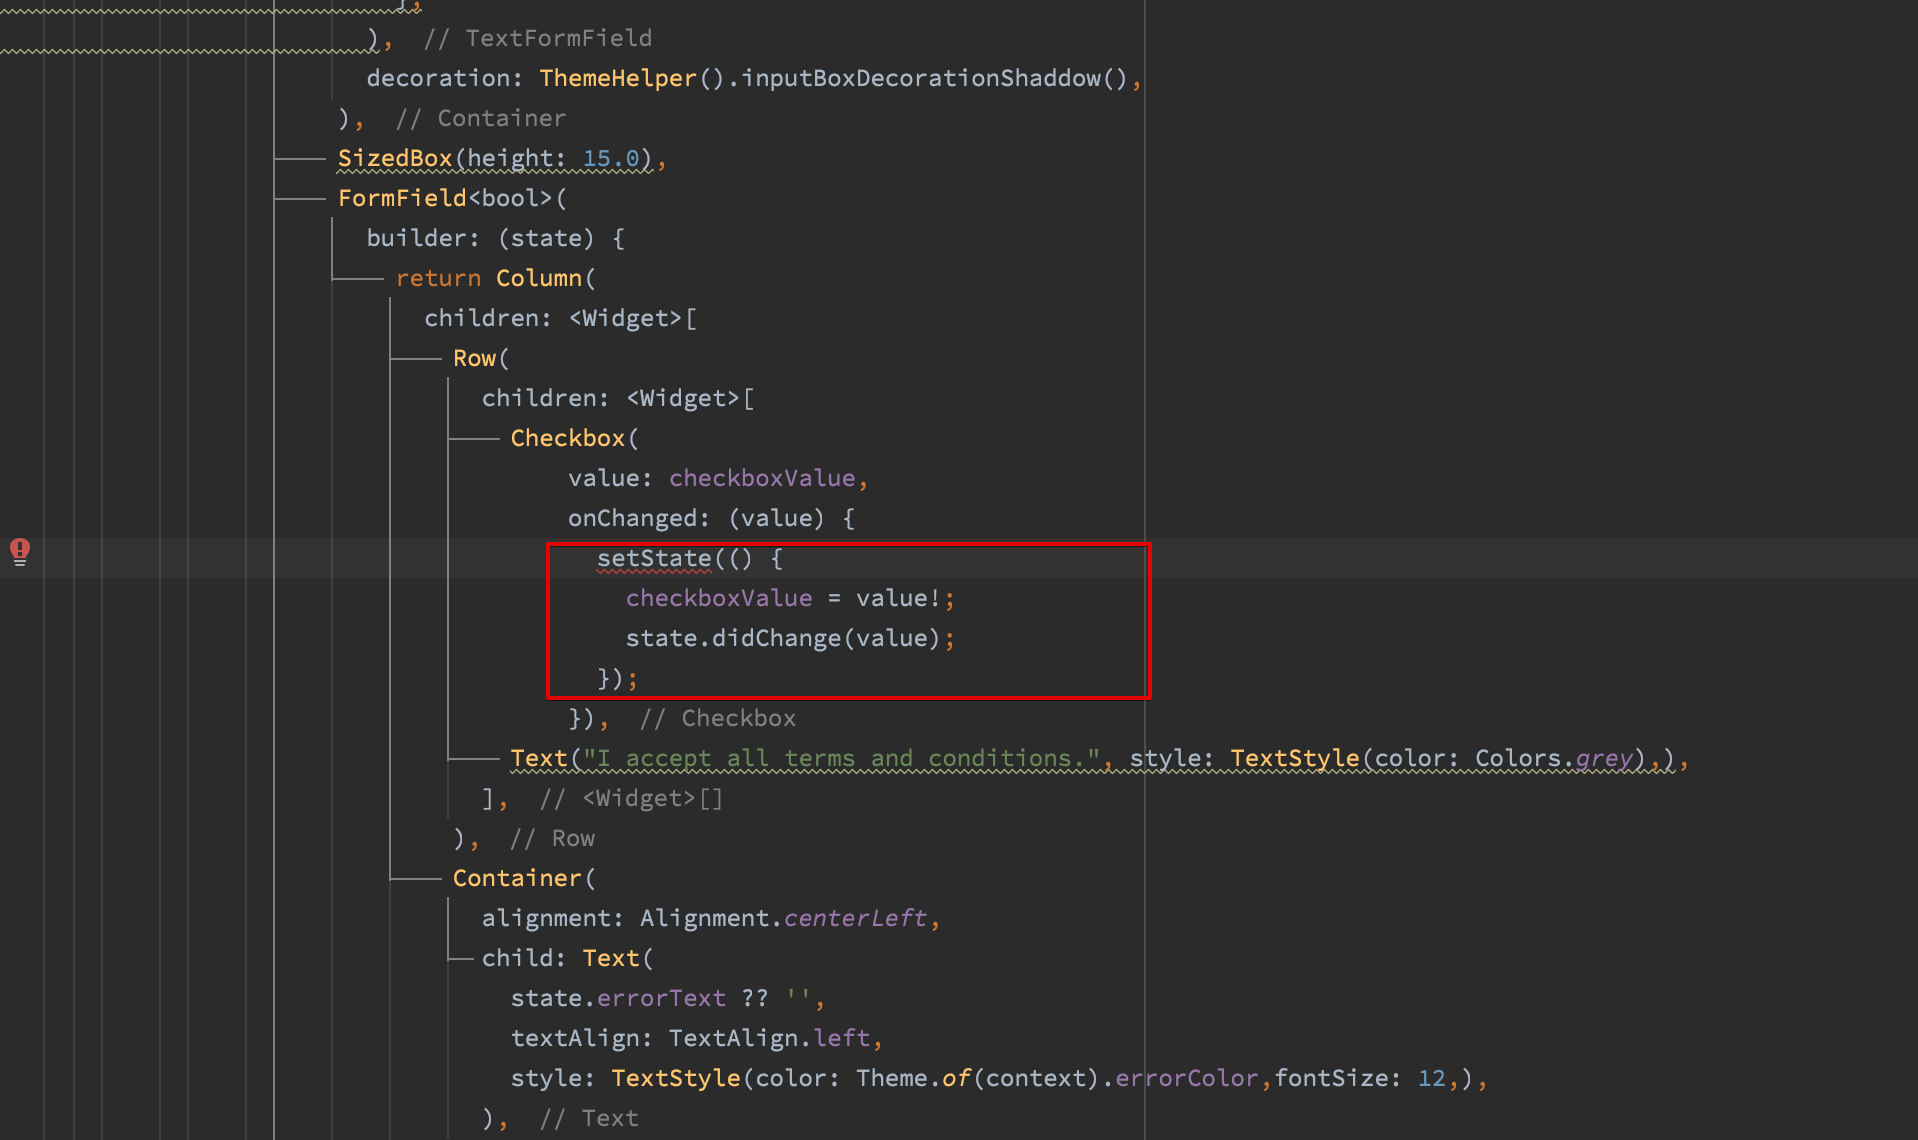 },
), // TextFormField
decoration: ThemeHelper().inputBoxDecorationShaddow(),
), // Container
SizedBox(height: 15.0),
FormField<bool>(
builder: (state) {
return Column(
children: <Widget>[
Row(
children: <Widget>[
Checkbox(
value: checkboxValue,
onChanged: (value) {
setState(() {
checkboxValue = value!;
state.didChange(value);
});
}), // Checkbox
Text("I accept all terms and conditions.", style: TextStyle(color: Colors.grey),),
], // <Widget>[]
), // Row
Container(
alignment: Alignment.centerLeft,
child: Text(
state.errorText ?? '',
textAlign: TextAlign.left,
style: TextStyle(color: Theme.of(context).errorColor,fontSize: 12,),
), // Text